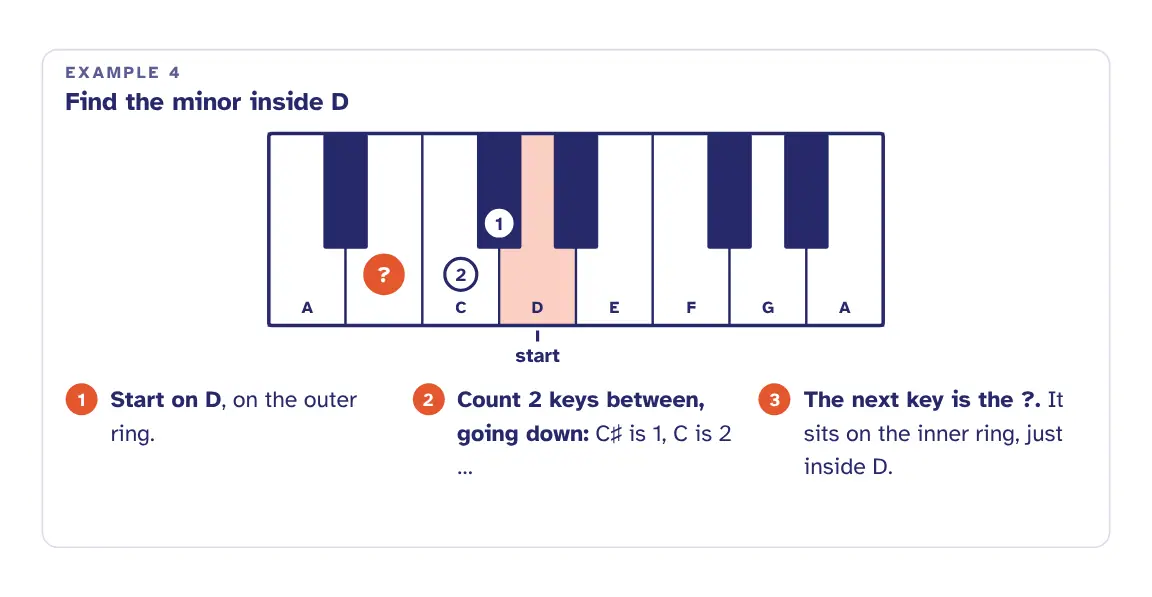 EXAMPLE 4
Find the minor inside D
1
?
2
A
C
D
E
F
G
A
start
1 Start on D, on the outer
ring.
2 Count 2 keys between,
going down: C♯ is 1, C is 2
...
3 The next key is the ?. It
sits on the inner ring, just
inside D.